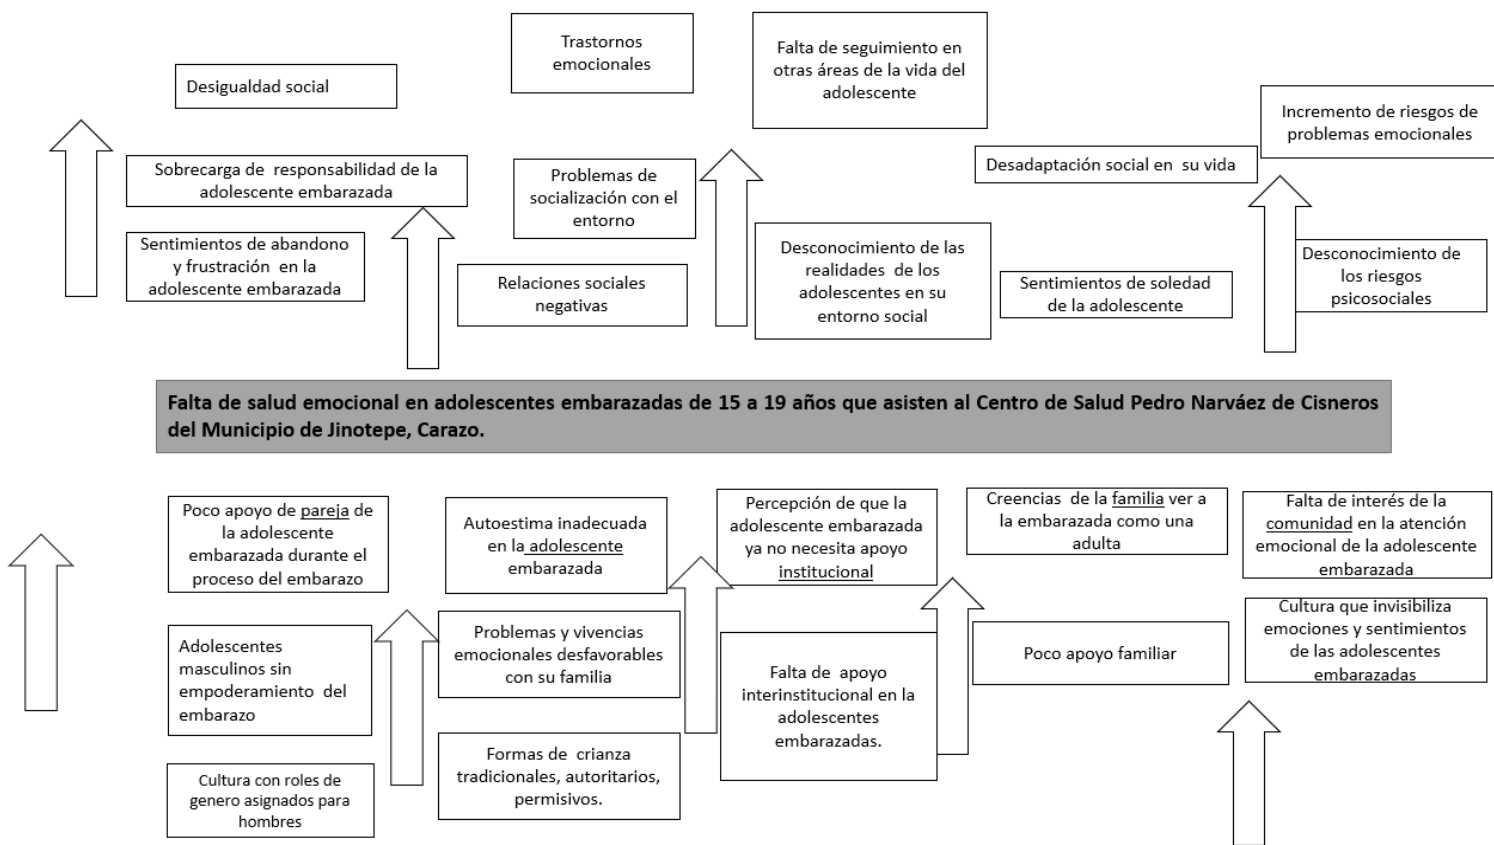 Desigualdad social
Sobrecarga de responsabilidad de la
adolescente embarazada
Sentimientos de abandono
y frustración en la
adolescente embarazada
Trastornos
emocionales
Problemas de
socialización con el
entorno
Relaciones sociales
negativas
Falta de seguimiento en
otras áreas de la vida del
adolescente
Desconocimiento de las
realidades de los
adolescentes en su
entorno social
Desadaptación social en su vida
Sentimientos de soledad
de la adolescente
Incremento de riesgos de
problemas emocionales
Desconocimiento de
los riesgos
psicosociales
Falta de salud emocional en adolescentes embarazadas de 15 a 19 años que asisten al Centro de Salud Pedro Narváez de Cisneros
del Municipio de Jinotepe, Carazo.
Poco apoyo de pareja de
la adolescente
embarazada durante el
proceso del embarazo
Adolescentes
masculinos sin
empoderamiento del
embarazo
Cultura con roles de
genero asignados para
hombres
Autoestima inadecuada
en la adolescente
embarazada
Problemas y vivencias
emocionales desfavorables
con su familia
Formas de crianza
tradicionales, autoritarios,
permisivos.
Percepción de que la
adolescente embarazada
ya no necesita apoyo
institucional
Falta de apoyo
interinstitucional en la
adolescentes
embarazadas.
Creencias de la familia ver a
la embarazada como una
adulta
Poco apoyo familiar
Falta de interés de la
comunidad en la atención
emocional de la adolescente
embarazada
Cultura que invisibiliza
emociones y sentimientos
de las adolescentes
embarazadas